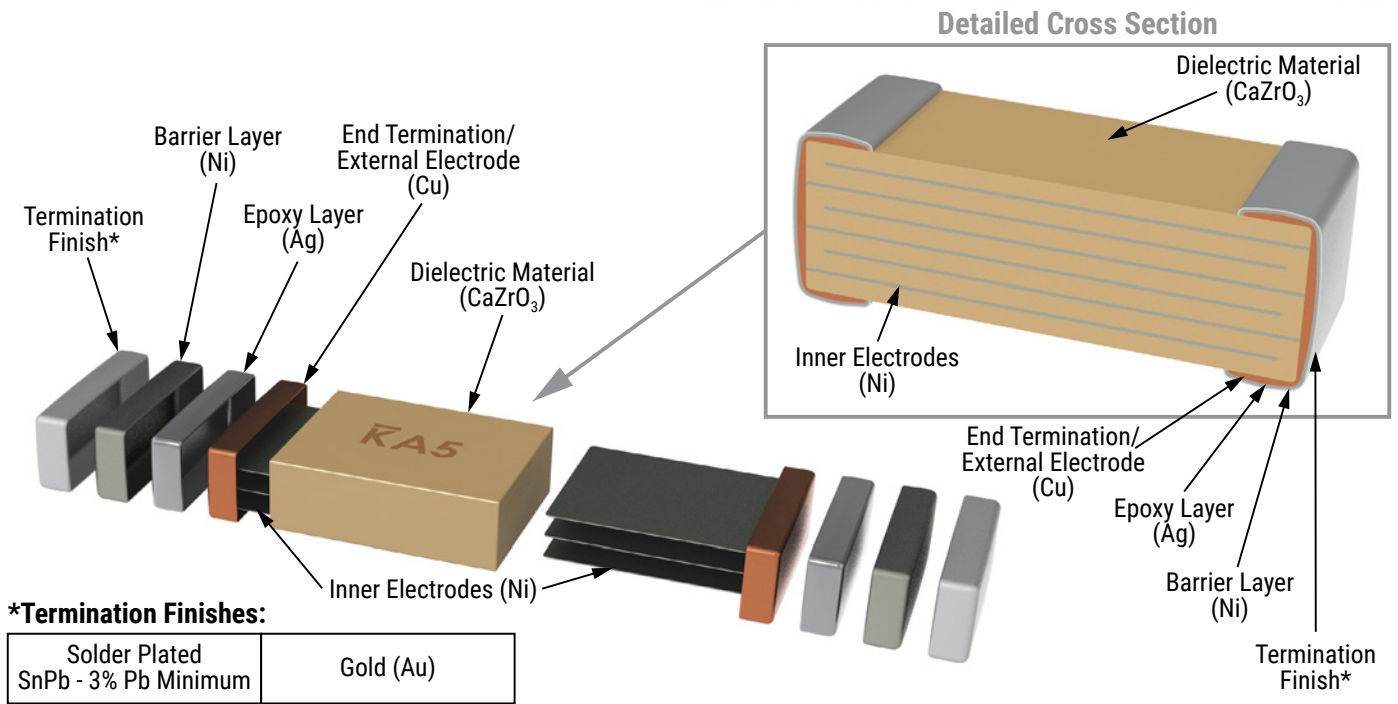 Detailed Cross Section
Dielectric Material
(CaZrO₃)
Inner Electrodes
(Ni)
End Termination/
External Electrode
(Cu)
Epoxy Layer
(Ag)
Barrier Layer
(Ni)
Termination
Finish*
Termination
Finish*
Barrier Layer
(Ni)
Epoxy Layer
(Ag)
End Termination/
External Electrode
(Cu)
Dielectric Material
(CaZrO₃)
KA5
Inner Electrodes (Ni)
*Termination Finishes:
Solder Plated
SnPb - 3% Pb Minimum
Gold (Au)